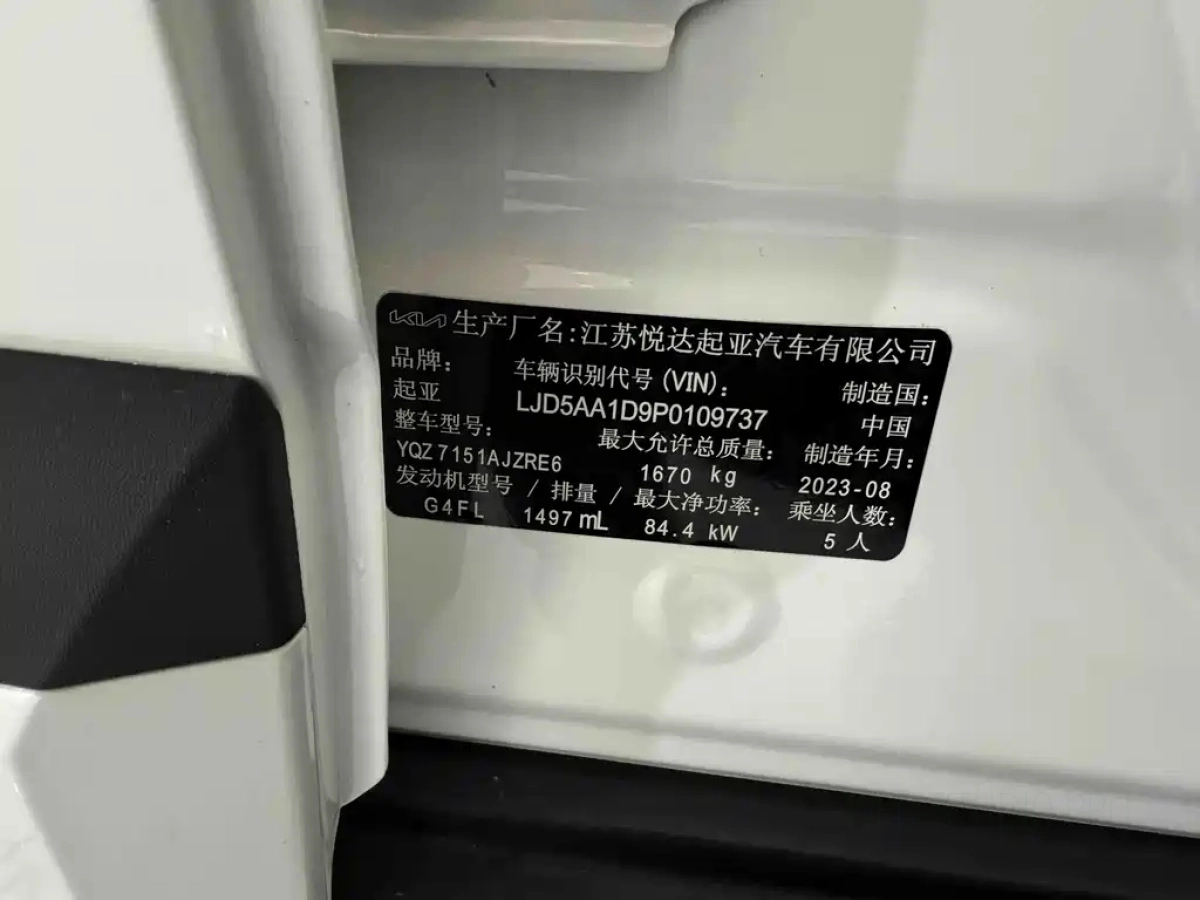 KIA 生产厂名:江苏悦达起亚汽车有限公司
品牌: 车辆识别代号(VIN): 制造国:
起亚 LJD5AA1D9P0109737 中国
整车型号: 最大允许总质量: 制造年月:
YQZ7151AJZRE6 1670 kg 2023-08
发动机型号 / 排量 / 最大净功率: 乘坐人数:
G4FL 1497 mL 84.4 kW 5 人